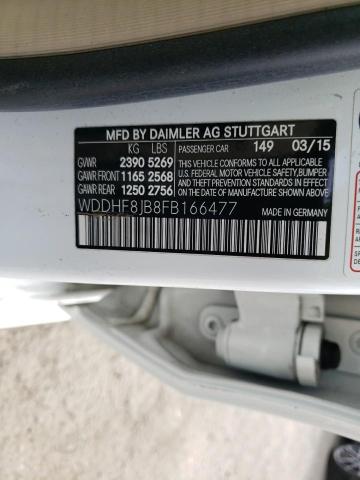 MFD BY DAIMLER AG STUTTGART
KG LBS PASSENGER CAR 149 03/15
GVWR 2390 5269 THIS VEHICLE CONFORMS TO ALL APPLICABLE
GAWR FRONT 1165 2568 U.S. FEDERAL MOTOR VEHICLE SAFETY,BUMPER
GAWR REAR 1250 2756 AND THEFT PREVENTION STANDARDS IN EFFECT
ON THE DATE OF MANUFACTURE SHOWN ABOVE.
WDDHF8JB8FB166477
MADE IN GERMANY